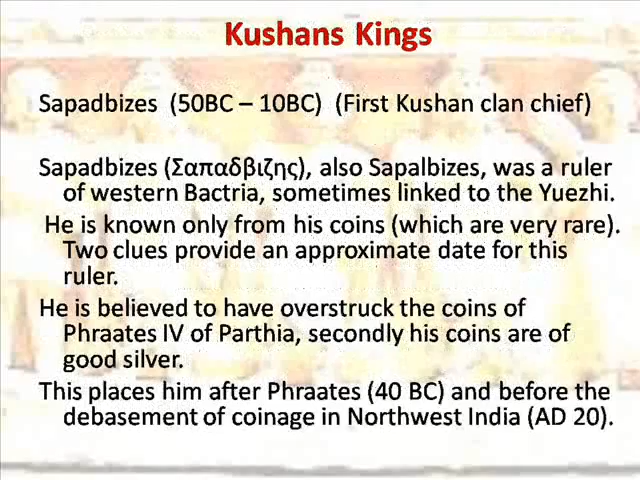 Kushans Kings
Sapadbizes (50BC – 10BC) (First Kushan clan chief)
Sapadbizes (Σαπαδβιζης), also Sapalbizes, was a ruler
of western Bactria, sometimes linked to the Yuezhi.
He is known only from his coins (which are very rare).
Two clues provide an approximate date for this
ruler.
He is believed to have overstruck the coins of
Phraates IV of Parthia, secondly his coins are of
good silver.
This places him after Phraates (40 BC) and before the
debasement of coinage in Northwest India (AD 20).